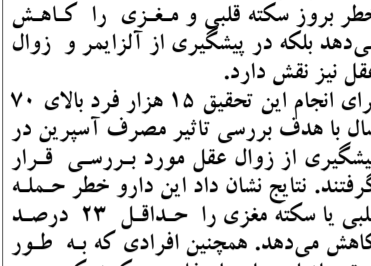 خطر بروز سکته قلبی و مغزی را کاهش
می‌دهد بلکه در پیشگیری از آلزایمر و زوال
عقل نیز نقش دارد.
برای انجام این تحقیق ۱۵ هزار فرد بالای ۷۰
سال با هدف بررسی تاثیر مصرف آسپرین در
پیشگیری از زوال عقل مورد بررسی قرار
گرفتند. نتایج نشان داد این دارو خطر حمله
قلبی یا سکته مغزی را حداقل ۲۳ درصد
کاهش می‌دهد. همچنین افرادی که به طور